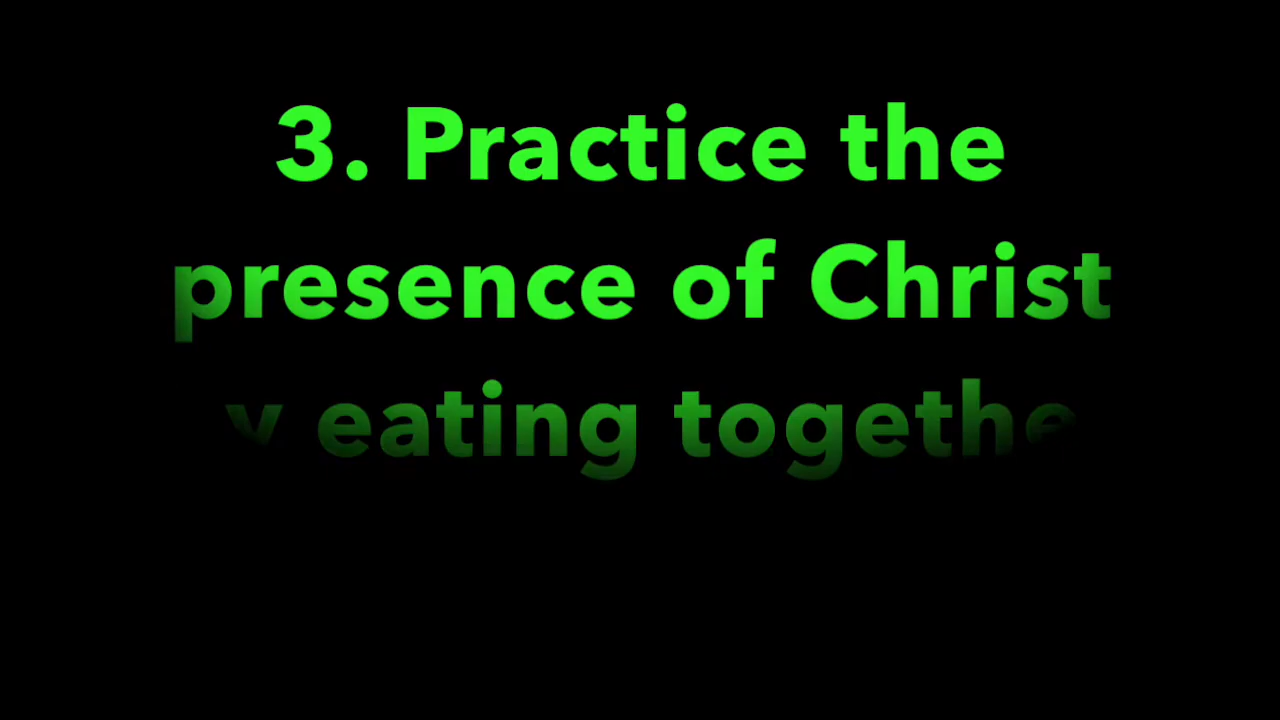 3. Practice the
presence of Christ
y eating togethe